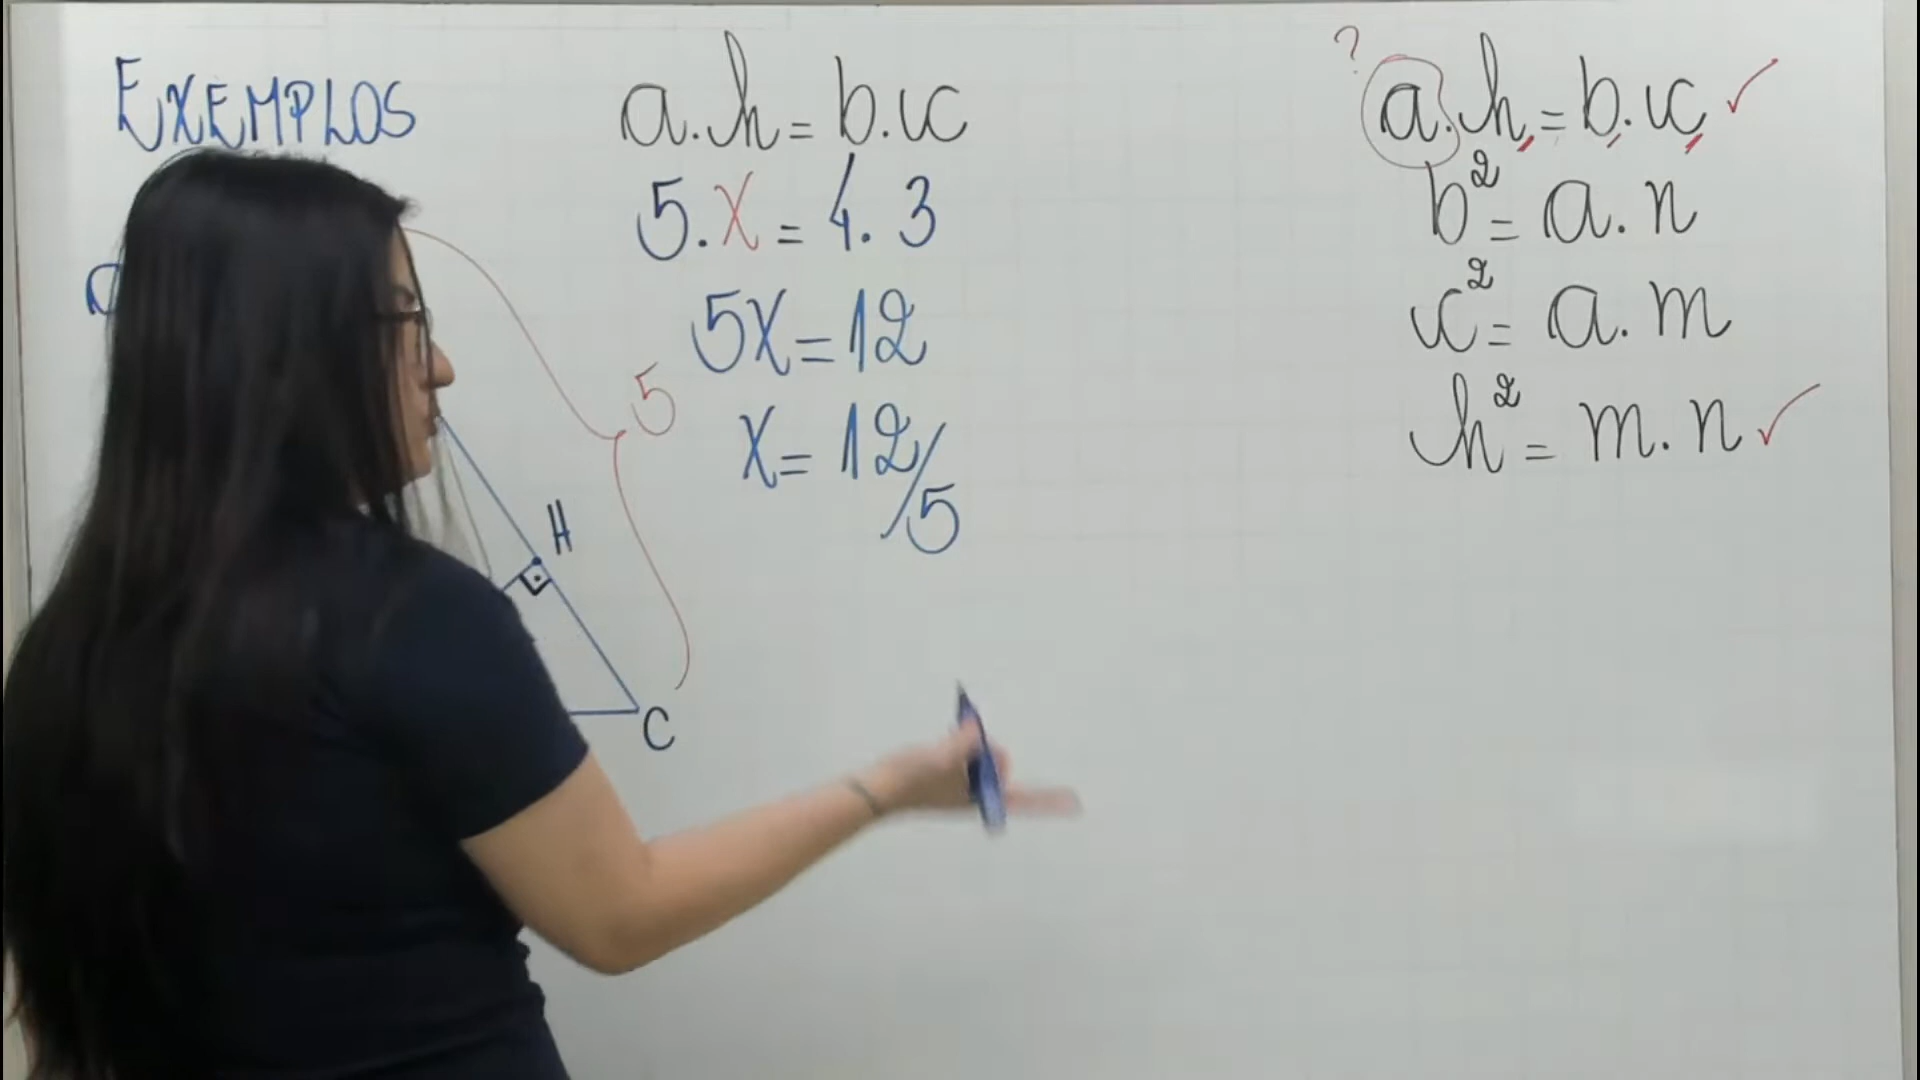 EXEMPLOS
5
H
C
a.h=b.c
5.x=4.3
5x=12
x=12/5
?
a.h=b.c ✓
b²=a.n
c²=a.m
h²=m.n ✓